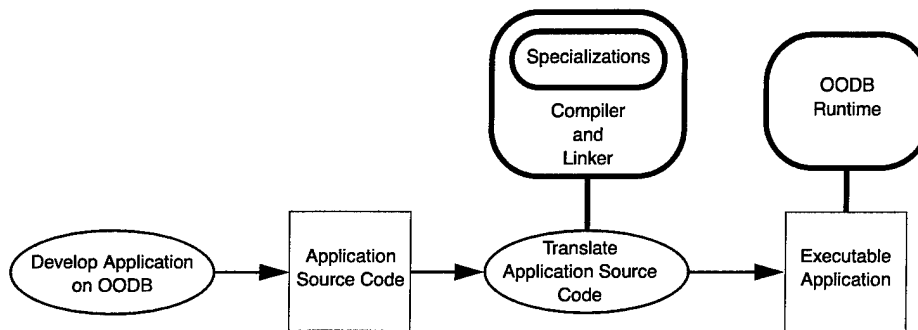 Specializations
Compiler
and
Linker
OODB
Runtime
Develop Application
on OODB
Application
Source Code
Translate
Application Source
Code
Executable
Application